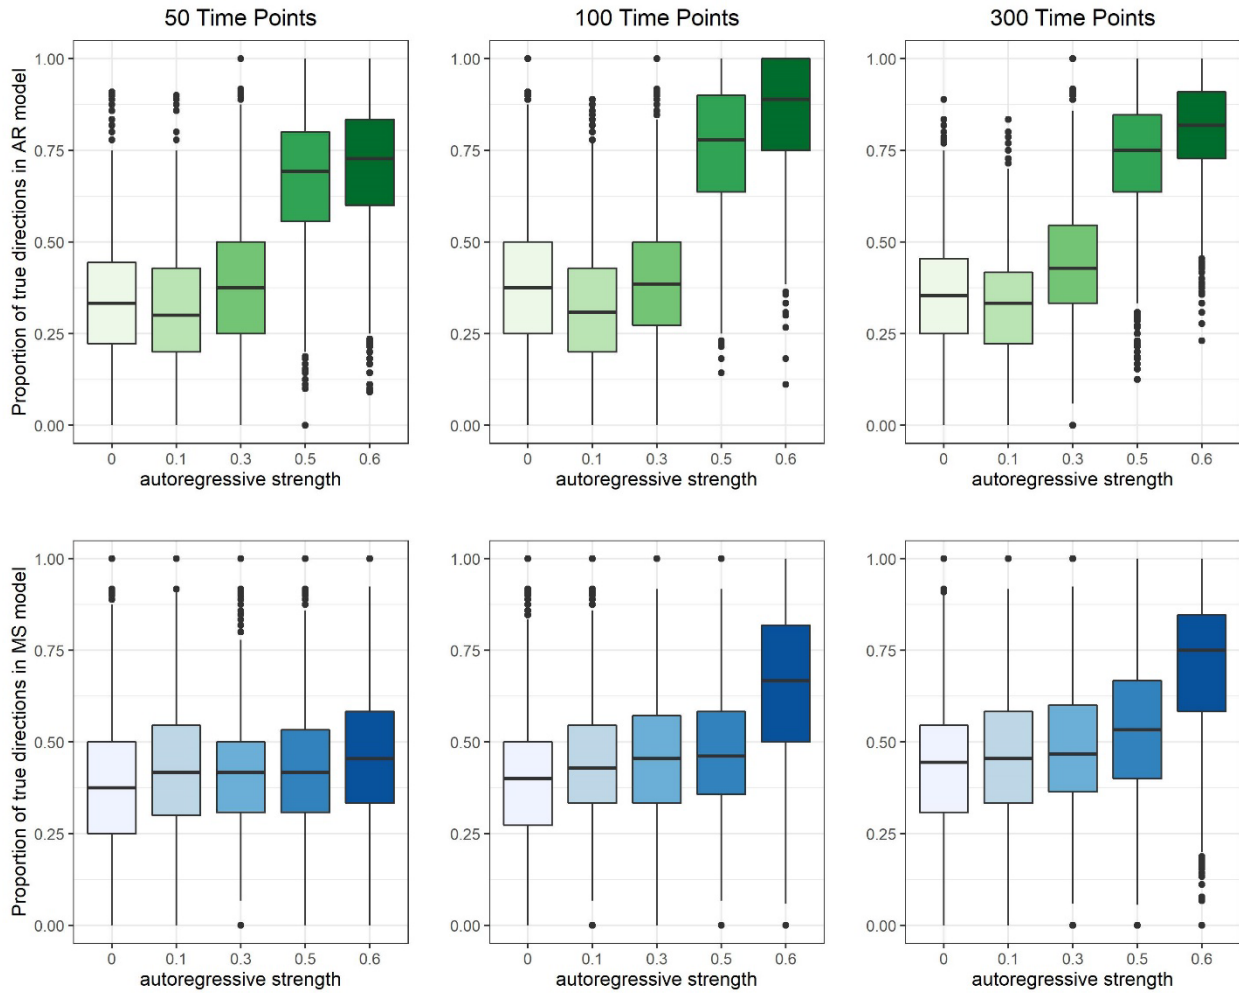 50 Time Points
100 Time Points
300 Time Points
Proportion of true directions in AR model
1.00
0.75
0.50
0.25
0.00
0 0.1 0.3 0.5 0.6
autoregressive strength
1.00
0.75
0.50
0.25
0.00
0 0.1 0.3 0.5 0.6
autoregressive strength
1.00
0.75
0.50
0.25
0.00
0 0.1 0.3 0.5 0.6
autoregressive strength
Proportion of true directions in MS model
1.00
0.75
0.50
0.25
0.00
0 0.1 0.3 0.5 0.6
autoregressive strength
1.00
0.75
0.50
0.25
0.00
0 0.1 0.3 0.5 0.6
autoregressive strength
1.00
0.75
0.50
0.25
0.00
0 0.1 0.3 0.5 0.6
autoregressive strength